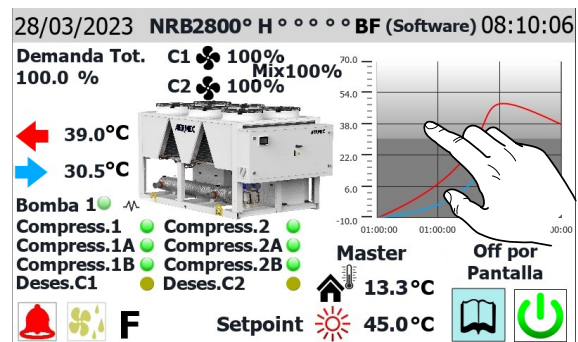 28/03/2023 NRB2800° H ° ° ° ° ° BF (Software) 08:10:06
Demanda Tot.
100.0 %
C1 100%
Mix100%
C2 100%
70.0
54.0
38.0
22.0
6.0
-10.0
01:00:00 01:00:00 30:00
39.0°C
30.5°C
AERMEC
Bomba 1
Compress.1 Compress.2
Compress.1A Compress.2A
Compress.1B Compress.2B
Deses.C1 Deses.C2
Master
13.3°C
Off por
Pantalla
F
Setpoint 45.0°C